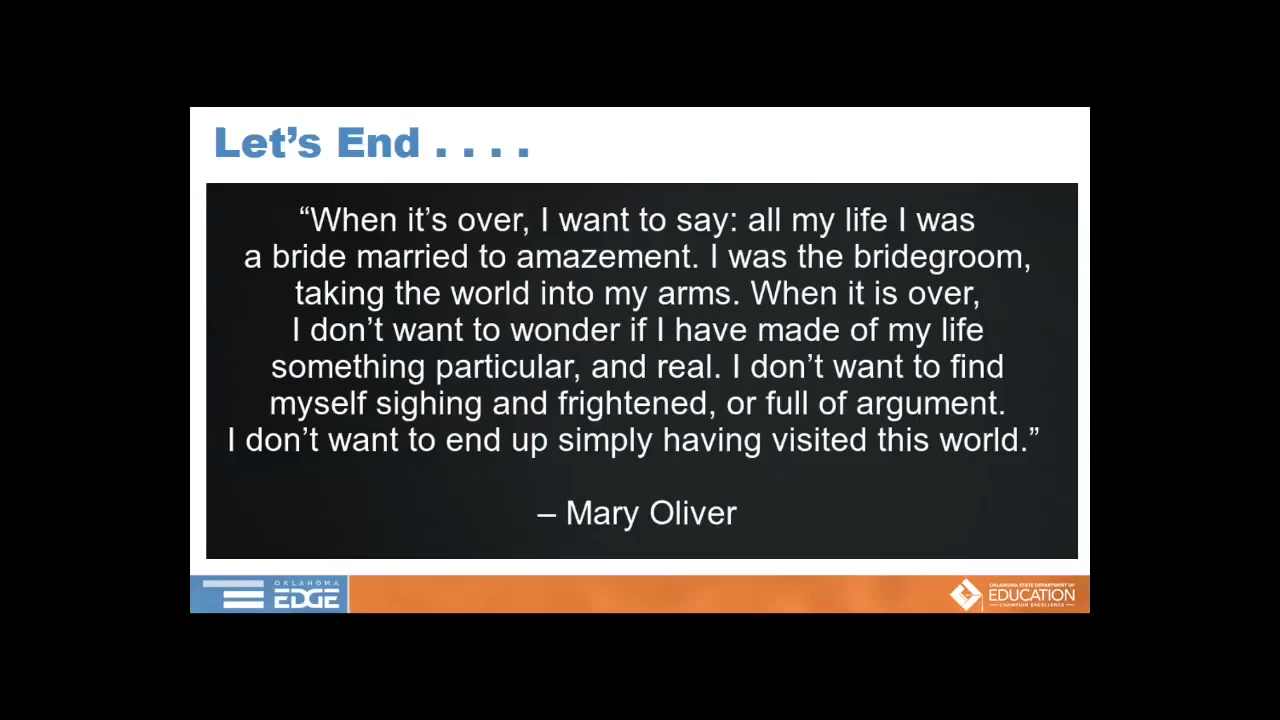 Let’s End . . . .
“When it’s over, I want to say: all my life I was
a bride married to amazement. I was the bridegroom,
taking the world into my arms. When it is over,
I don’t want to wonder if I have made of my life
something particular, and real. I don’t want to find
myself sighing and frightened, or full of argument.
I don’t want to end up simply having visited this world.”
– Mary Oliver
OKLAHOMA
EDGE
OKLAHOMA STATE DEPARTMENT OF
EDUCATION
— CHAMPION EXCELLENCE —